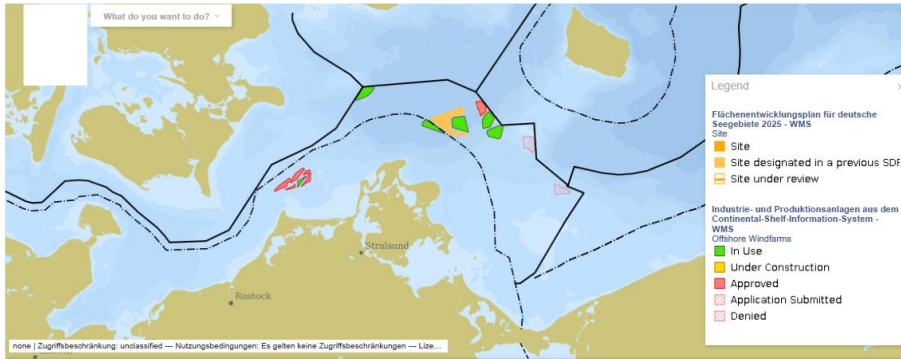 What do you want to do?
Legend
Flächenentwicklungsplan für deutsche
Seegebiete 2025 - WMS
Site
Site
Site designated in a previous SDP
Site under review
Industrie- und Produktionsanlagen aus dem
Continental-Shelf-Information-System -
WMS
Offshore Windfarms
In Use
Under Construction
Approved
Application Submitted
Denied
Stralsund
Rostock
none | Zugriffsbeschränkung: unclassified — Nutzungsbedingungen: Es gelten keine Zugriffsbeschränkungen — Lize...